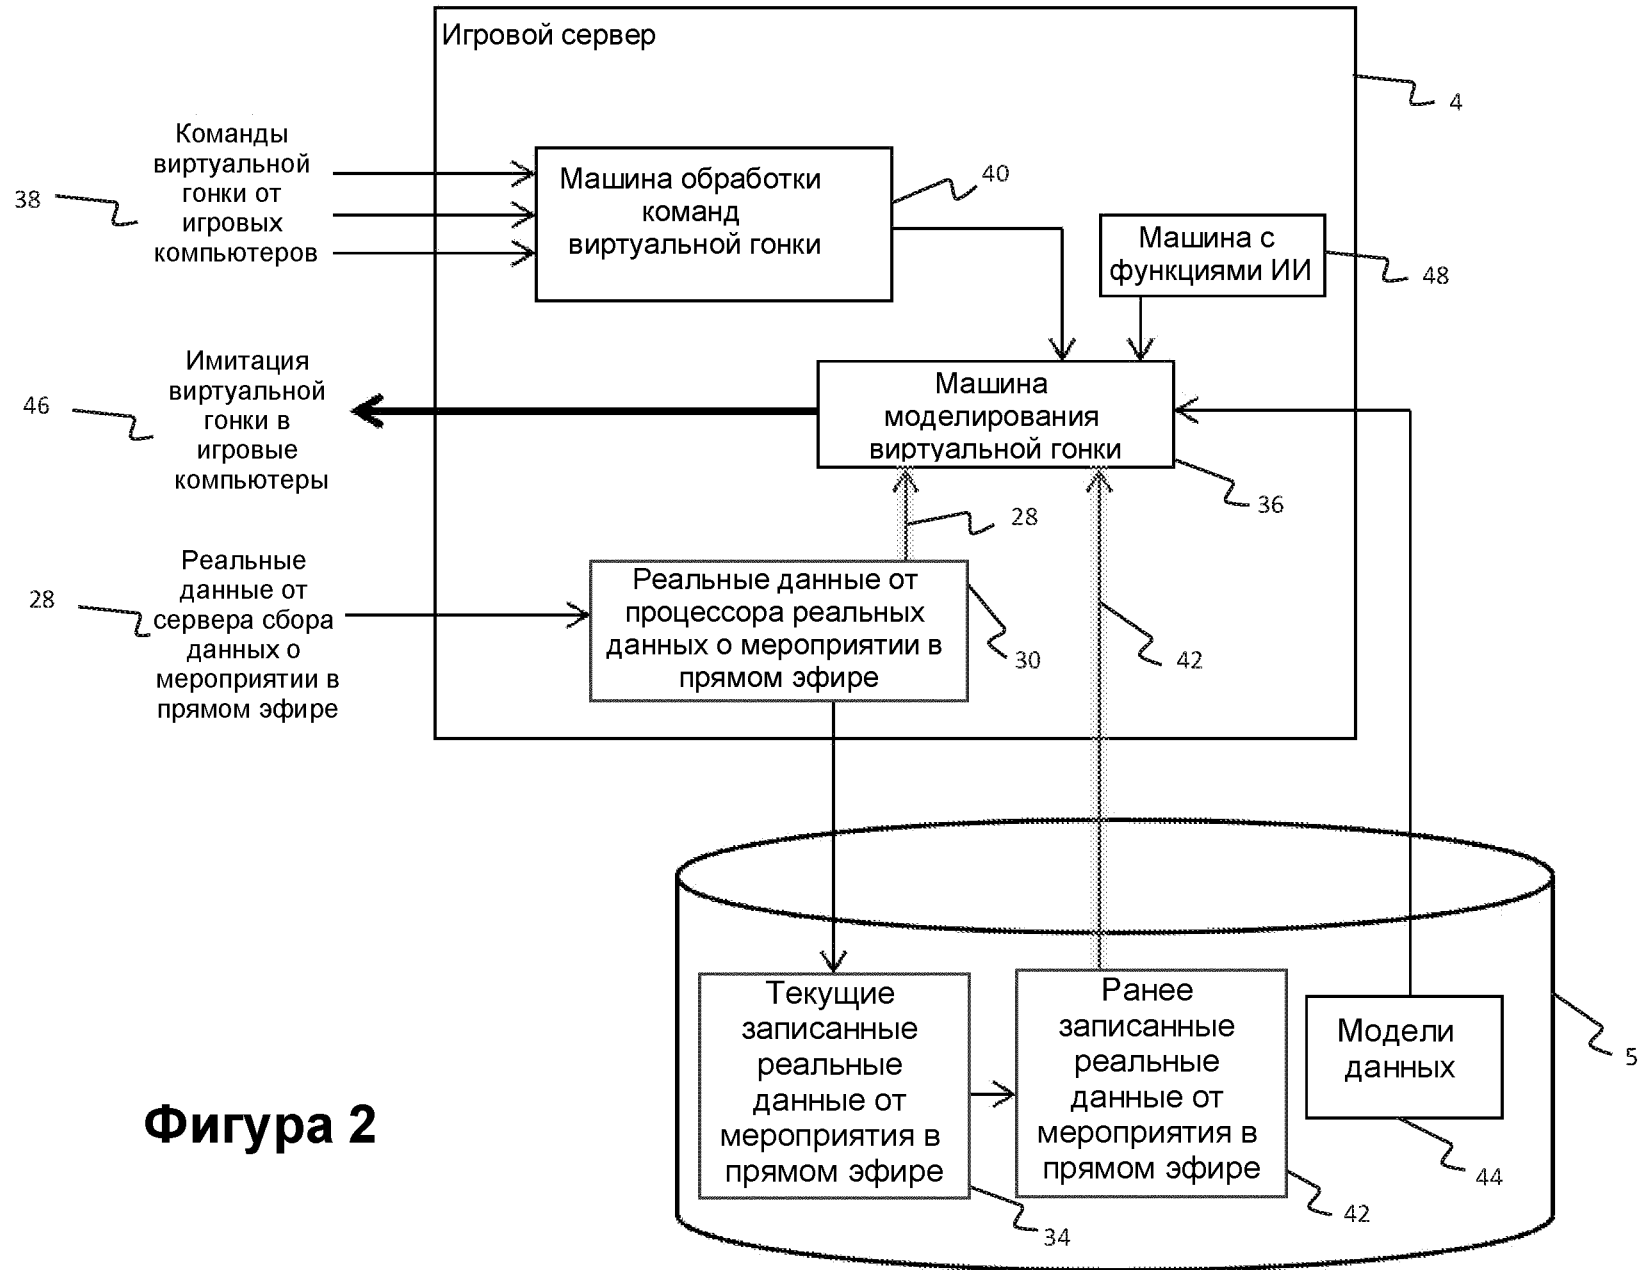 Игровой сервер
4
Команды
виртуальной
гонки от
игровых
компьютеров
38
Машина обработки
команд
виртуальной гонки
40
Машина с
функциями ИИ
48
Имитация
виртуальной
гонки в
игровые
компьютеры
46
Машина
моделирования
виртуальной гонки
36
28
Реальные
данные от
сервера сбора
данных о
мероприятии в
прямом эфире
28
Реальные данные от
процессора реальных
данных о мероприятии в
прямом эфире
30
42
Текущие
записанные
реальные
данные от
мероприятия в
прямом эфире
34
Ранее
записанные
реальные
данные от
мероприятия в
прямом эфире
42
Модели
данных
44
5
Фигура 2